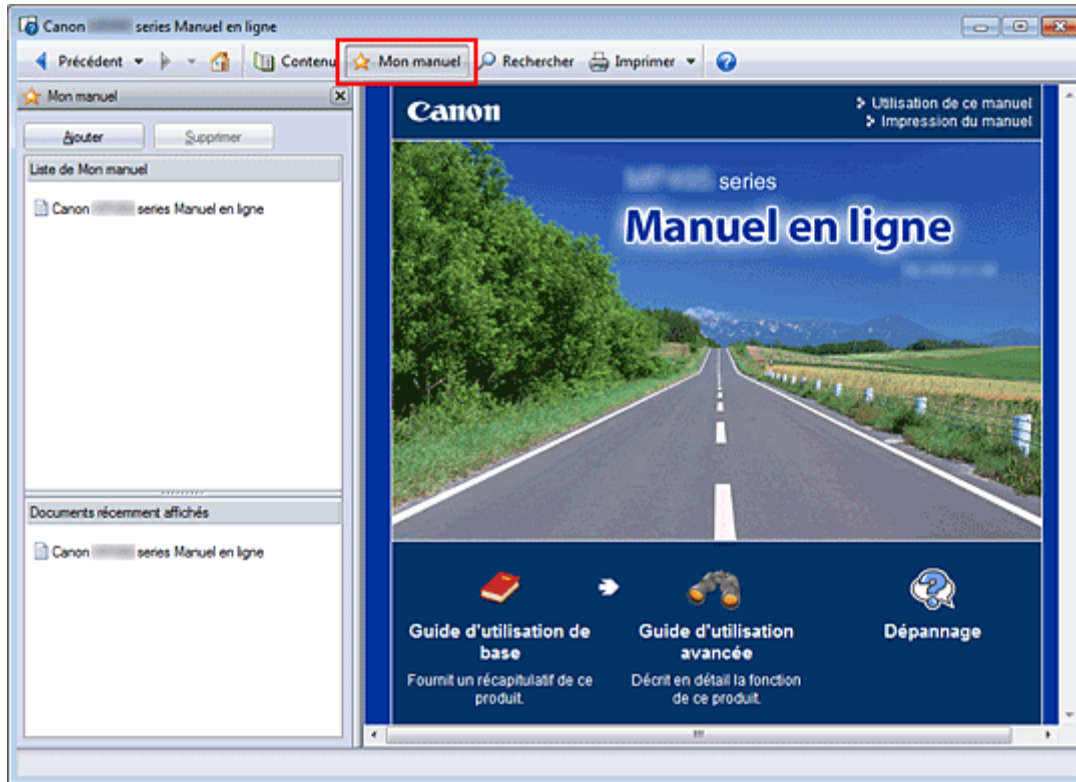 Canon series Manuel en ligne
Précédent Contenu Mon manuel Rechercher Imprimer
Mon manuel
Ajouter Supprimer
Liste de Mon manuel
Canon series Manuel en ligne
Documents récemment affichés
Canon series Manuel en ligne
Canon
Utilisation de ce manuel
Impression du manuel
series
Manuel en ligne
Guide d'utilisation de
base
Fournit un récapitulatif de ce
produit.
Guide d'utilisation
avancée
Décrit en détail la fonction
de ce produit.
Dépannage